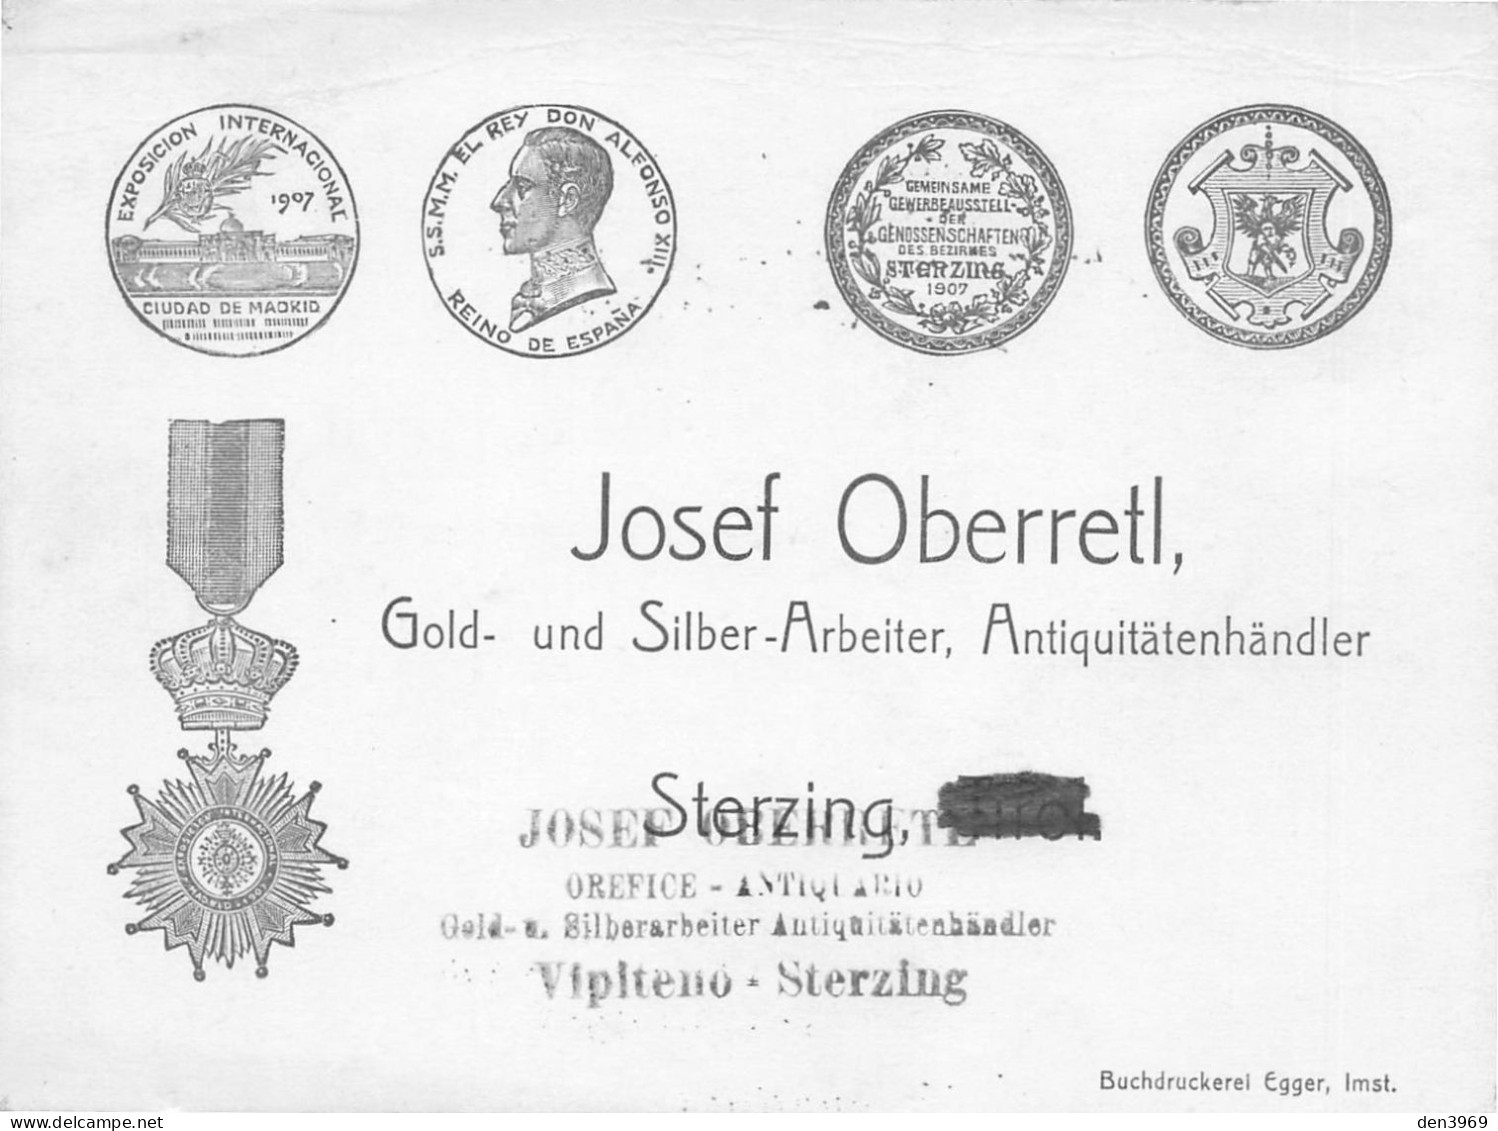 EXPOSICION INTERNACIONAL
1907
CIUDAD DE MADRID
S.S.M.M. EL REY DON ALFONSO XIII.
REINO DE ESPAÑA
GEMEINSAME
GEWERBEAUSSTELL-
DER
GENOSSENSCHAFTEN
DES BEZIRKES
STERZING
1907
Josef Oberretl,
Gold- und Silber-Arbeiter, Antiquitätenhändler
Sterzing,
JOSEF OBERRETL
OREFICE - ANTIQUARIO
Gold- u. Silberarbeiter Antiquitätenhändler
Vipiteno - Sterzing
Buchdruckerei Egger, Imst.
den3969